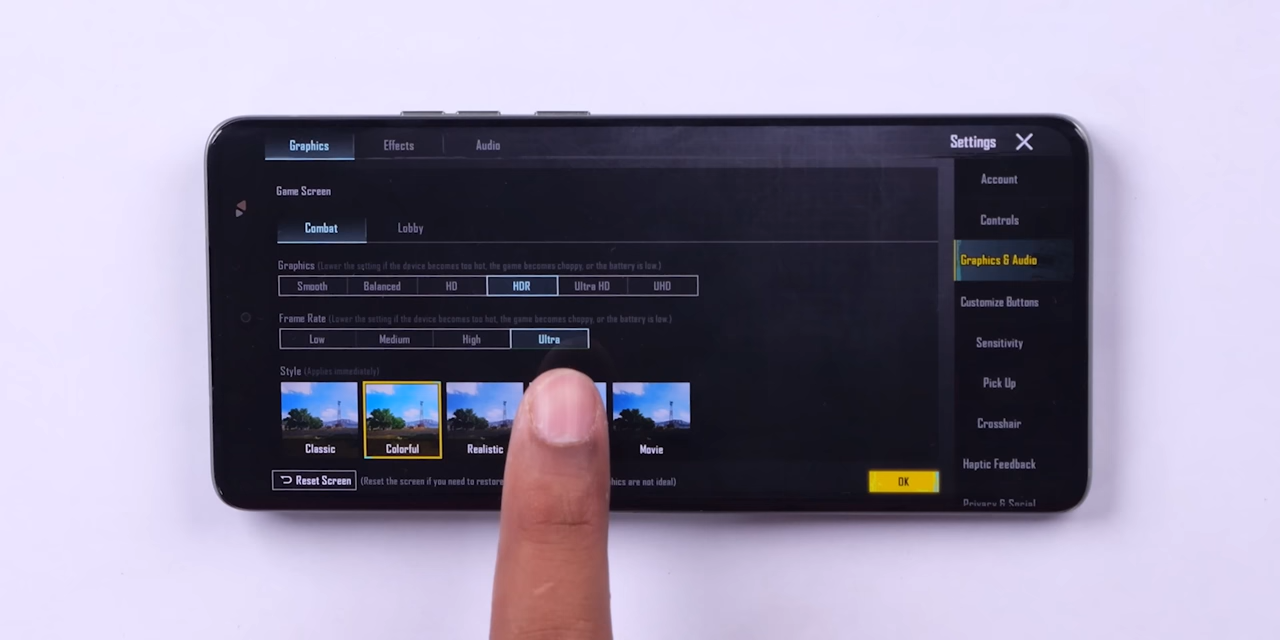 Graphics Effects Audio
Settings
Game Screen
Combat Lobby
Graphics (Lower the setting if the device becomes too hot, the game becomes choppy, or the battery is low.)
Smooth Balanced HD HDR Ultra HD UHD
Frame Rate (Lower the setting if the device becomes too hot, the game becomes choppy, or the battery is low.)
Low Medium High Ultra
Style (Applies immediately)
Classic Colorful Realistic Movie
Reset Screen (Reset the screen if you need to restore are not ideal)
OK
Account
Controls
Graphics & Audio
Customize Buttons
Sensitivity
Pick Up
Crosshair
Haptic Feedback
Privacy & Social